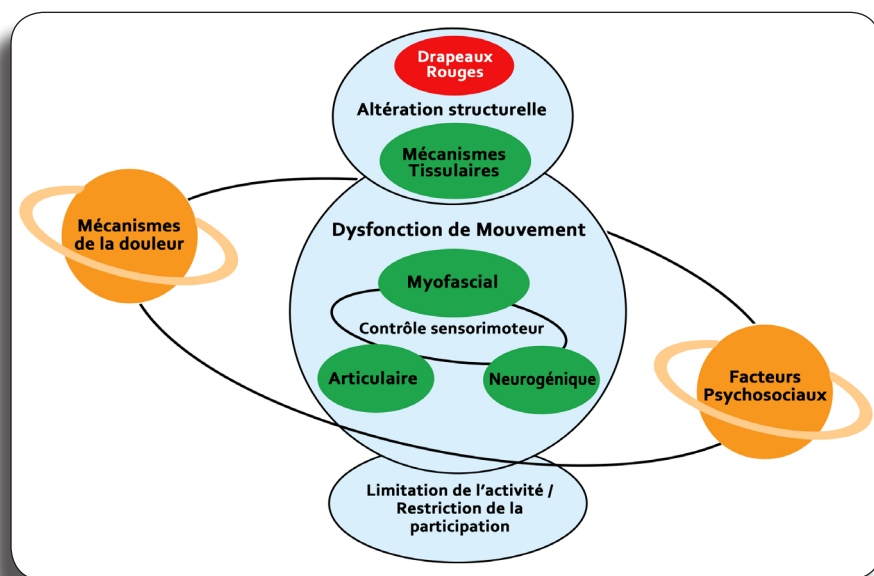 Drapeaux
Rouges
Altération structurelle
Mécanismes
Tissulaires
Mécanismes
de la douleur
Dysfonction de Mouvement
Myofascial
Contrôle sensorimoteur
Articulaire
Neurogénique
Facteurs
Psychosociaux
Limitation de l'activité /
Restriction de la
participation